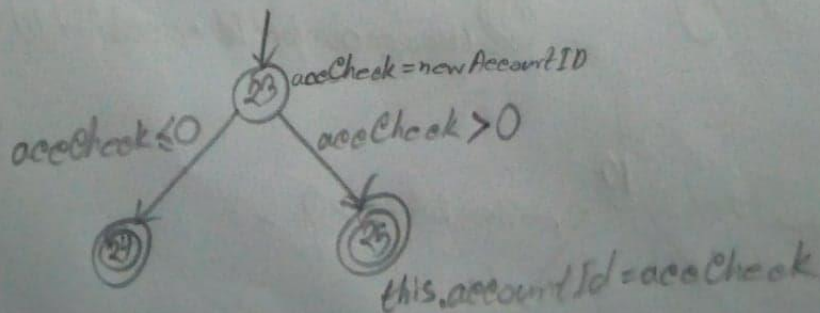 23
accCheck=newAccountID
accCheck≤0
accCheck>0
25
this.accountId=accCheck